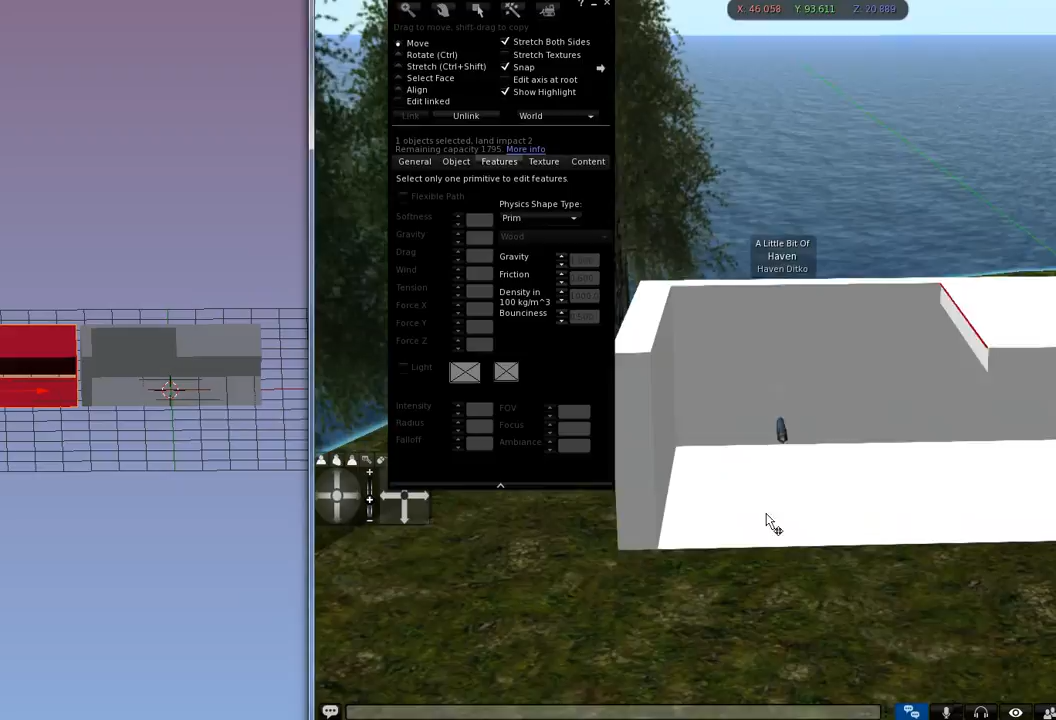 X: 46.058 Y: 93.611 Z: 20.889
? _ ×
Drag to move, shift-drag to copy
Move
Rotate (Ctrl)
Stretch (Ctrl+Shift)
Select Face
Align
Edit linked
Stretch Both Sides
Stretch Textures
Snap
Edit axis at root
Show Highlight
Link Unlink World
1 objects selected, land impact 2
Remaining capacity 1795. More info
General Object Features Texture Content
Select only one primitive to edit features.
Flexible Path
Softness
Gravity
Drag
Wind
Tension
Force X
Force Y
Force Z
Physics Shape Type:
Prim
Wood
Gravity
Friction
Density in
100 kg/m^3
Bounciness
Light
Intensity
Radius
Falloff
FOV
Focus
Ambiance
A Little Bit Of
Haven
Haven Ditko